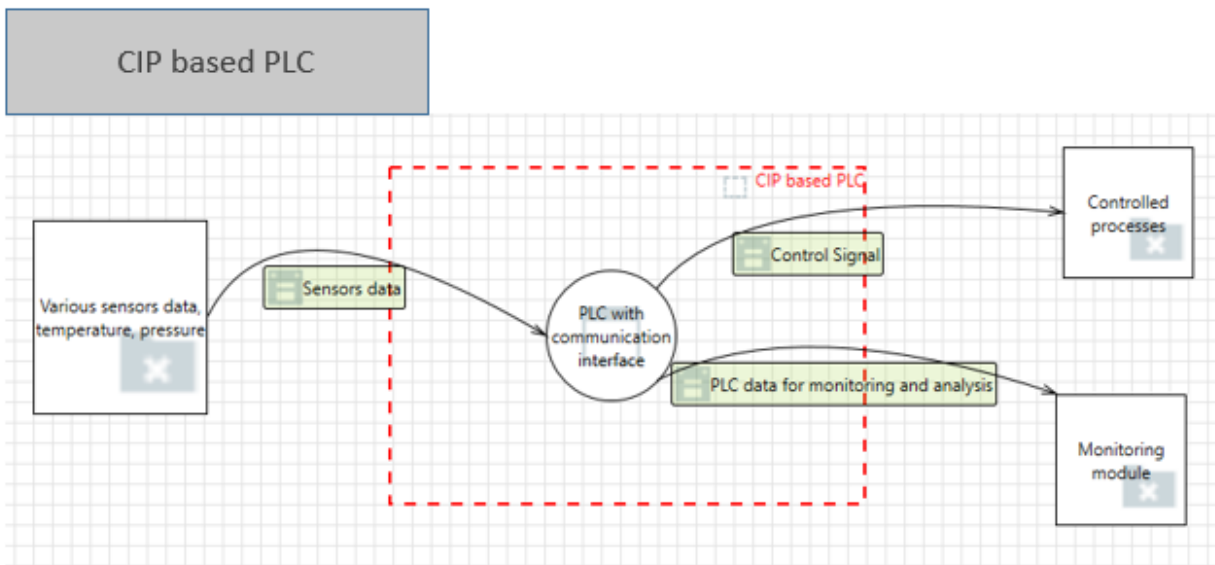 CIP based PLC
CIP based PLC
Controlled
processes
Control Signal
Sensors data
Various sensors data,
temperature, pressure
PLC with
communication
interface
PLC data for monitoring and analysis
Monitoring
module